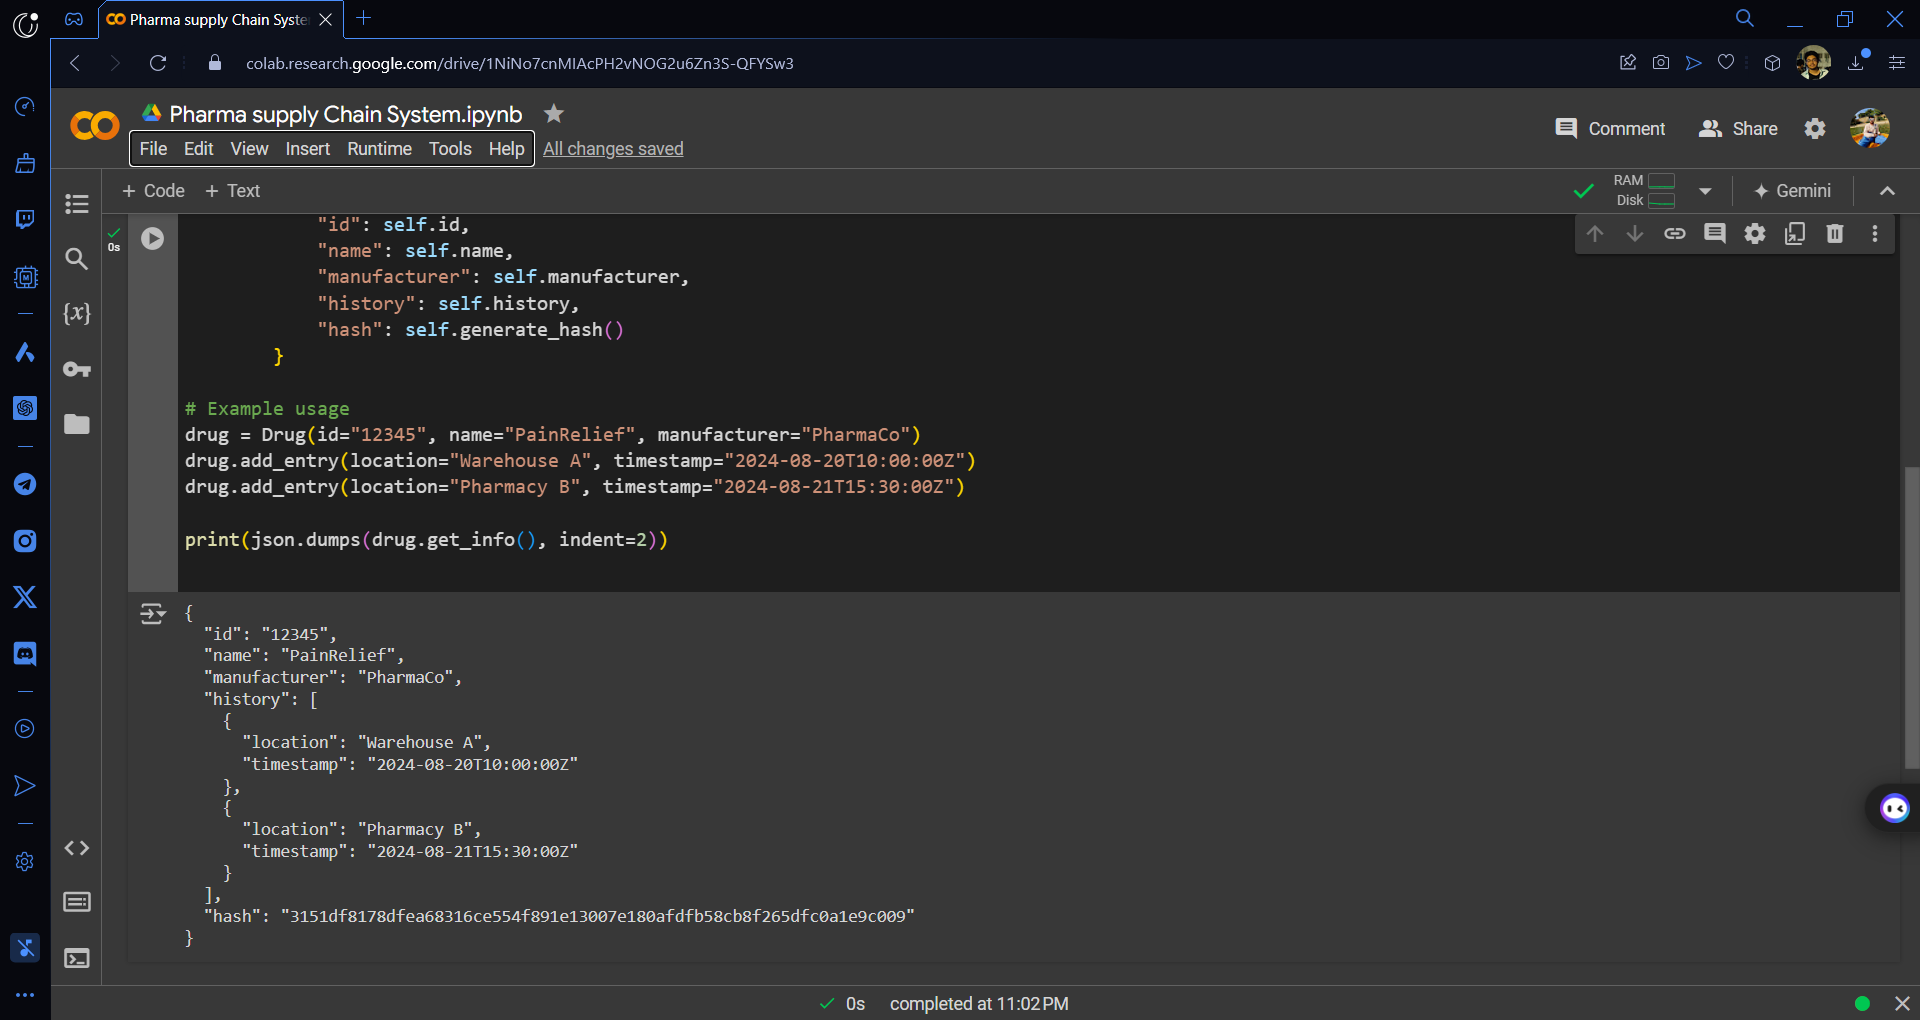 Pharma supply Chain Syste
colab.research.google.com/drive/1NiNo7cnMIAcPH2vNOG2u6Zn3S-QFYSw3
Pharma supply Chain System.ipynb
File Edit View Insert Runtime Tools Help All changes saved
Comment Share
+ Code + Text
RAM
Disk
Gemini
0s
"id": self.id,
"name": self.name,
"manufacturer": self.manufacturer,
"history": self.history,
"hash": self.generate_hash()
}
# Example usage
drug = Drug(id="12345", name="PainRelief", manufacturer="PharmaCo")
drug.add_entry(location="Warehouse A", timestamp="2024-08-20T10:00:00Z")
drug.add_entry(location="Pharmacy B", timestamp="2024-08-21T15:30:00Z")
print(json.dumps(drug.get_info(), indent=2))
{
"id": "12345",
"name": "PainRelief",
"manufacturer": "PharmaCo",
"history": [
{
"location": "Warehouse A",
"timestamp": "2024-08-20T10:00:00Z"
},
{
"location": "Pharmacy B",
"timestamp": "2024-08-21T15:30:00Z"
}
],
"hash": "3151df8178dfea68316ce554f891e13007e180afdfb58cb8f265dfc0a1e9c009"
}
0s completed at 11:02 PM